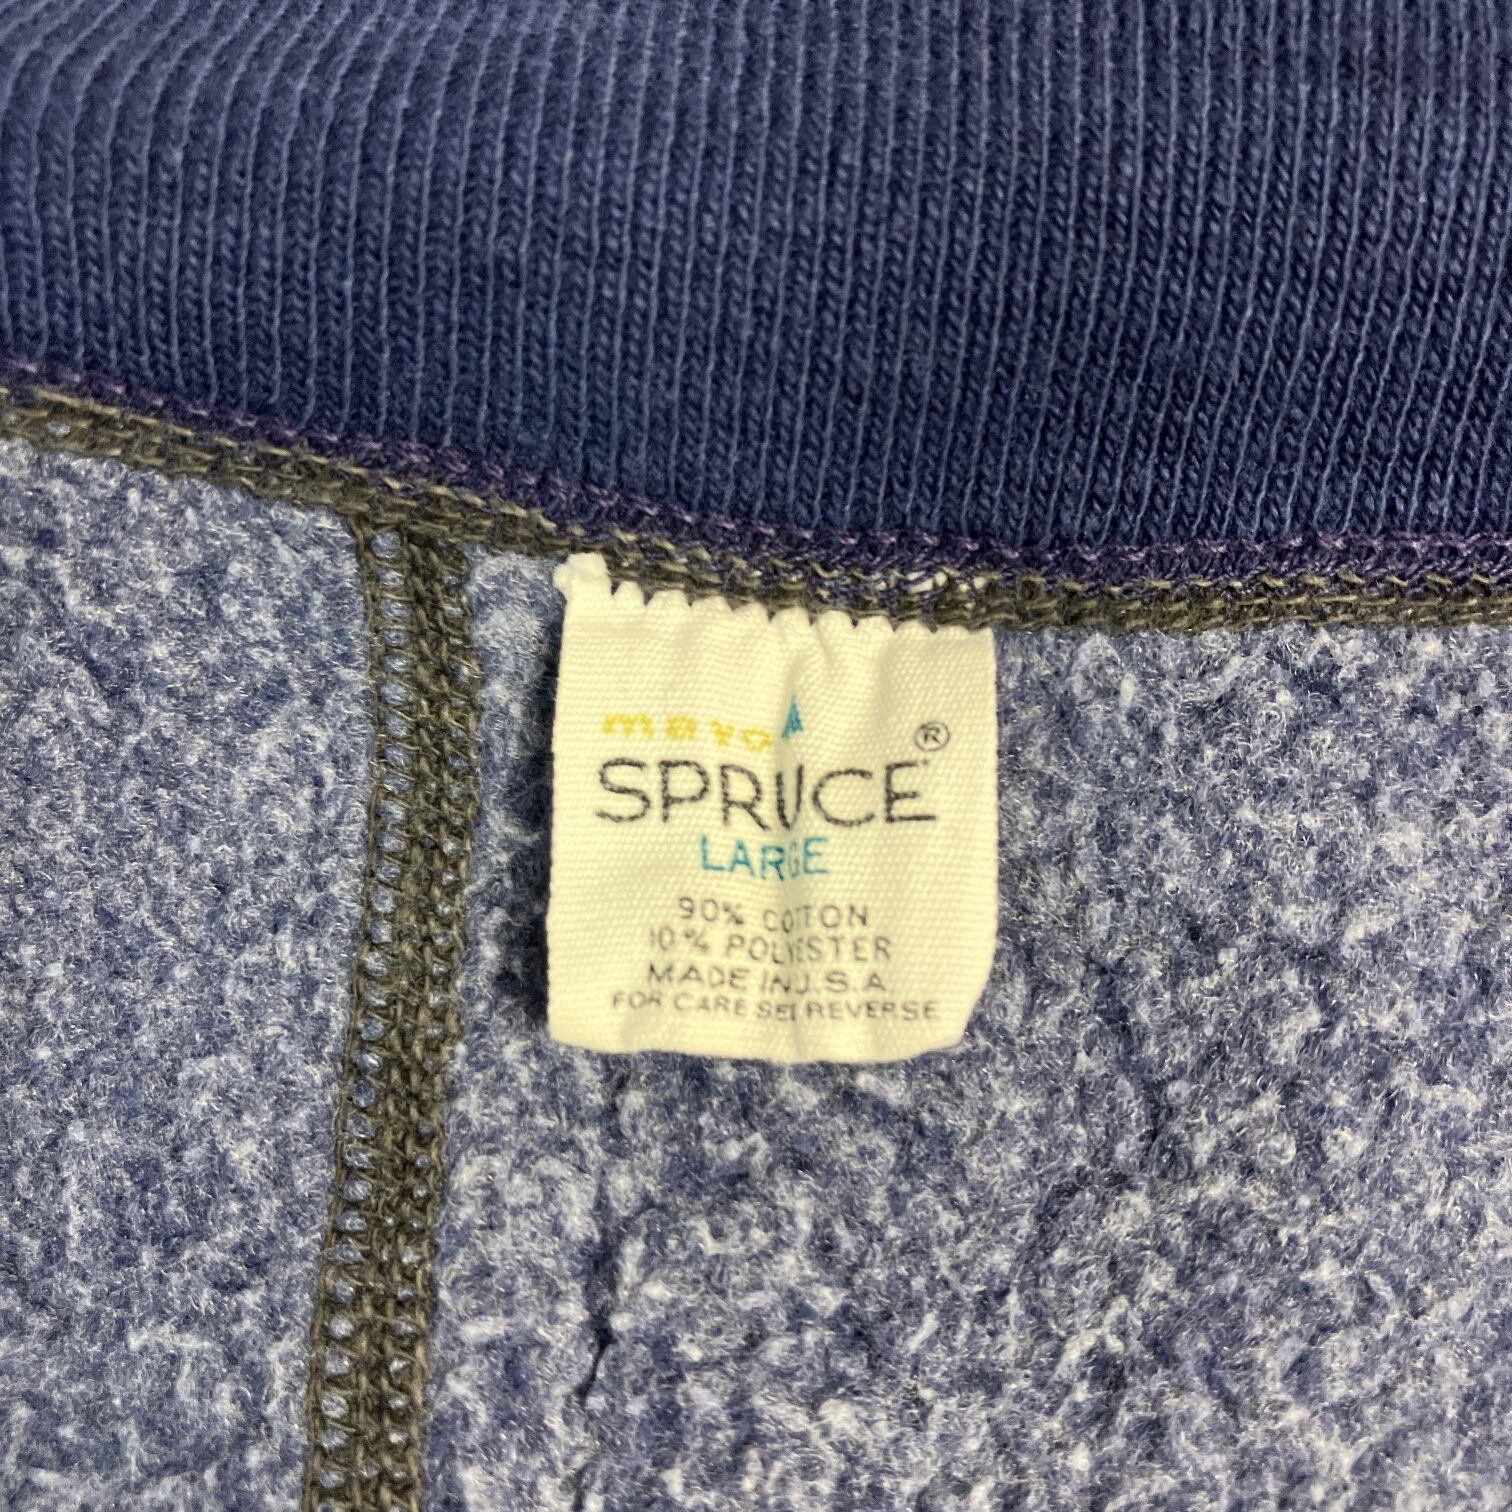 mayo
SPRUCE ®
LARGE
90% COTTON
10% POLYESTER
MADE IN U.S.A.
FOR CARE SEE REVERSE